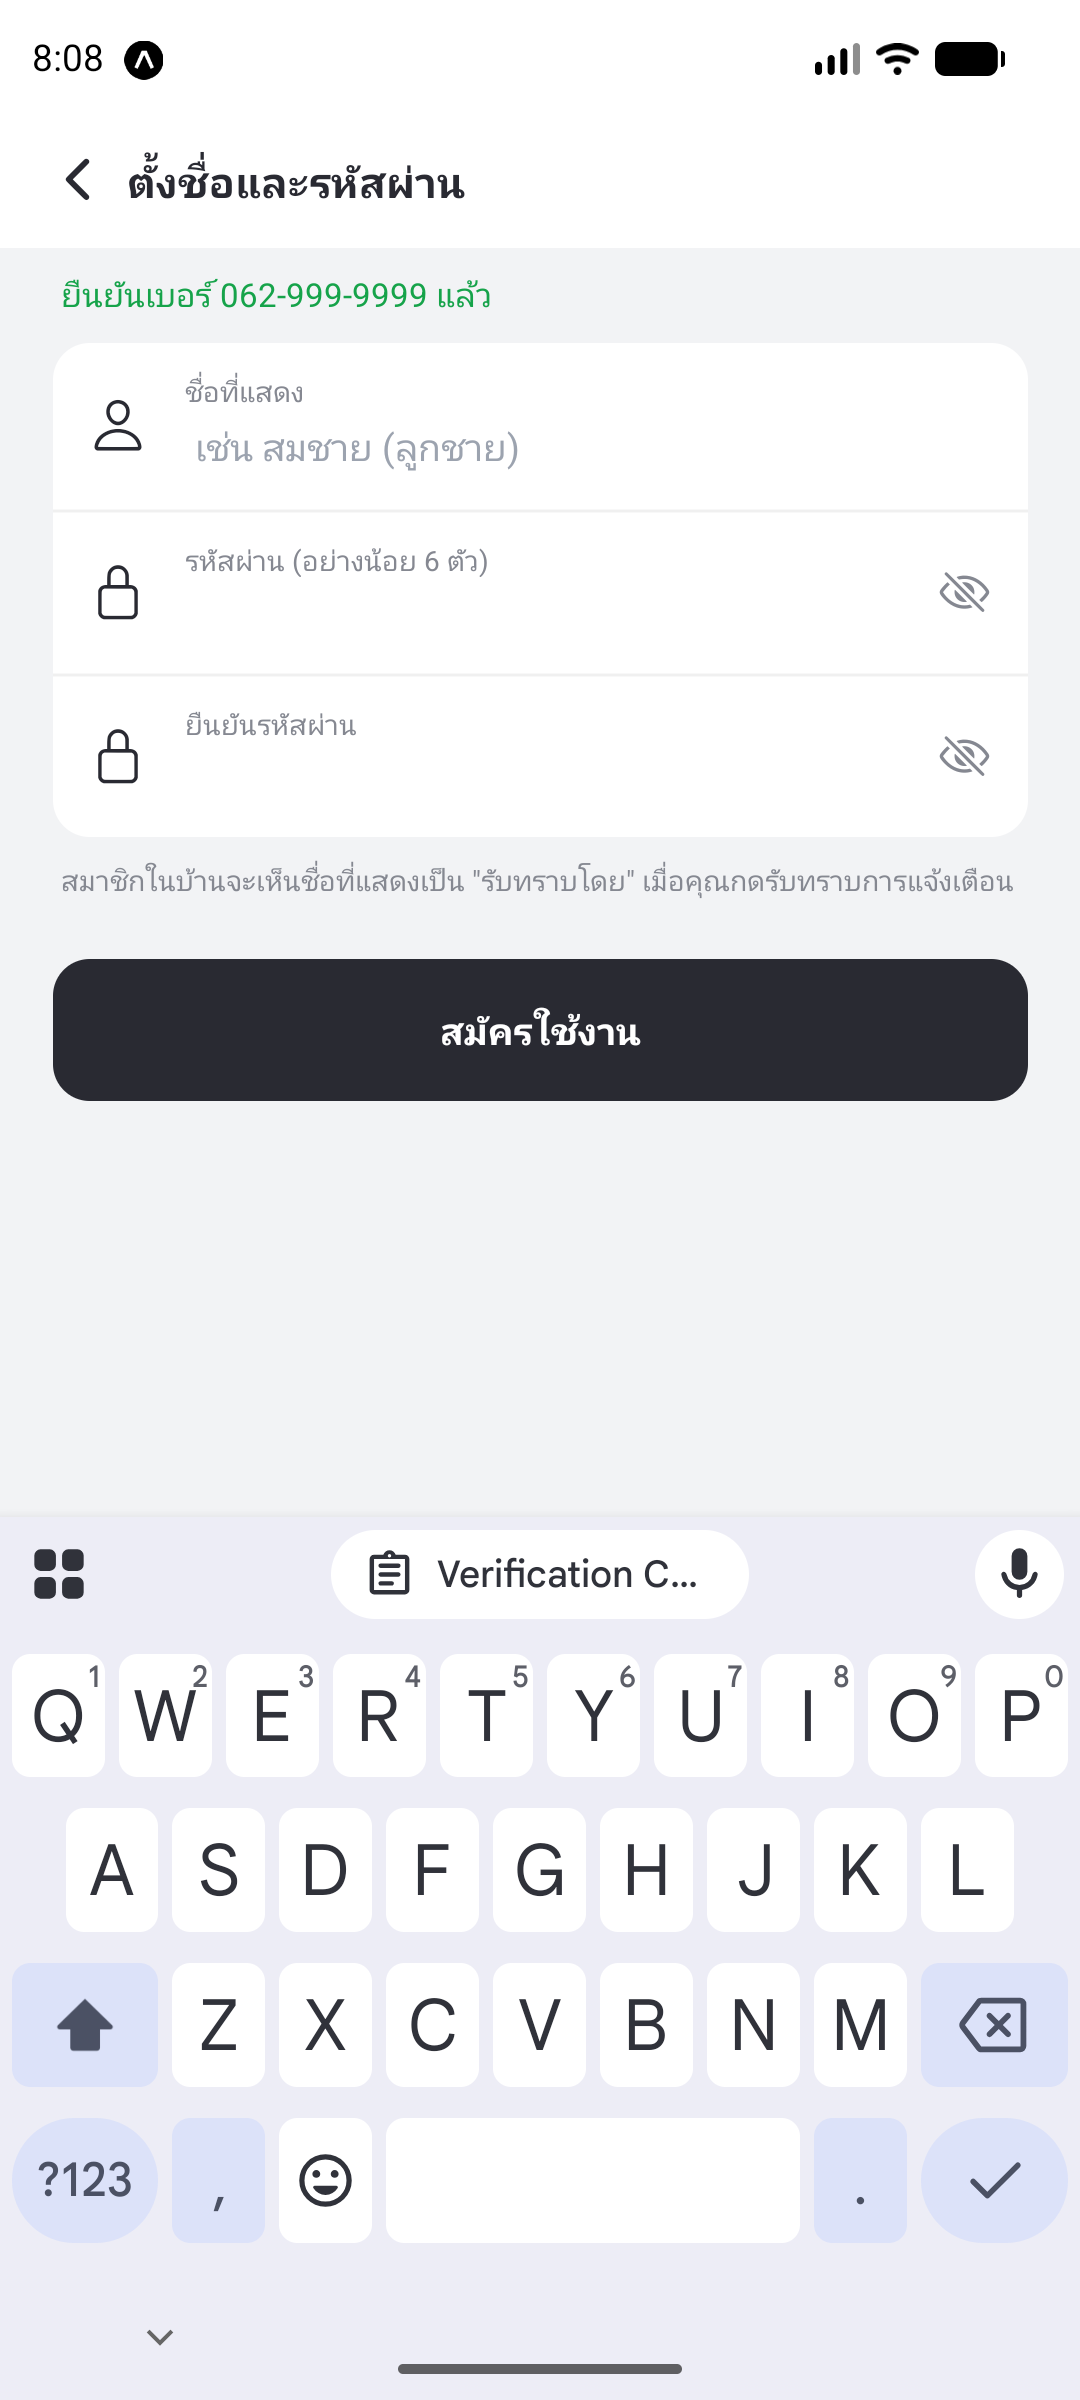 8:08
ตั้งชื่อและรหัสผ่าน
ยืนยันเบอร์ 062-999-9999 แล้ว
ชื่อที่แสดง
เช่น สมชาย (ลูกชาย)
รหัสผ่าน (อย่างน้อย 6 ตัว)
ยืนยันรหัสผ่าน
สมาชิกในบ้านจะเห็นชื่อที่แสดงเป็น "รับทราบโดย" เมื่อคุณกดรับทราบการแจ้งเตือน
สมัครใช้งาน
Verification C...
Q1 W2 E3 R4 T5 Y6 U7 I8 O9 P0
A S D F G H J K L
Z X C V B N M
?123 , .